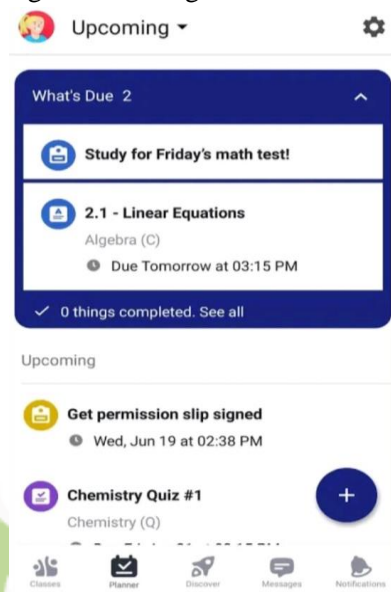 Upcoming
What's Due 2
Study for Friday's math test!
2.1 - Linear Equations
Algebra (C)
Due Tomorrow at 03:15 PM
0 things completed. See all
Upcoming
Get permission slip signed
Wed, Jun 19 at 02:38 PM
Chemistry Quiz #1
+
Chemistry (Q)
Classes Planner Discover Messages Notifications